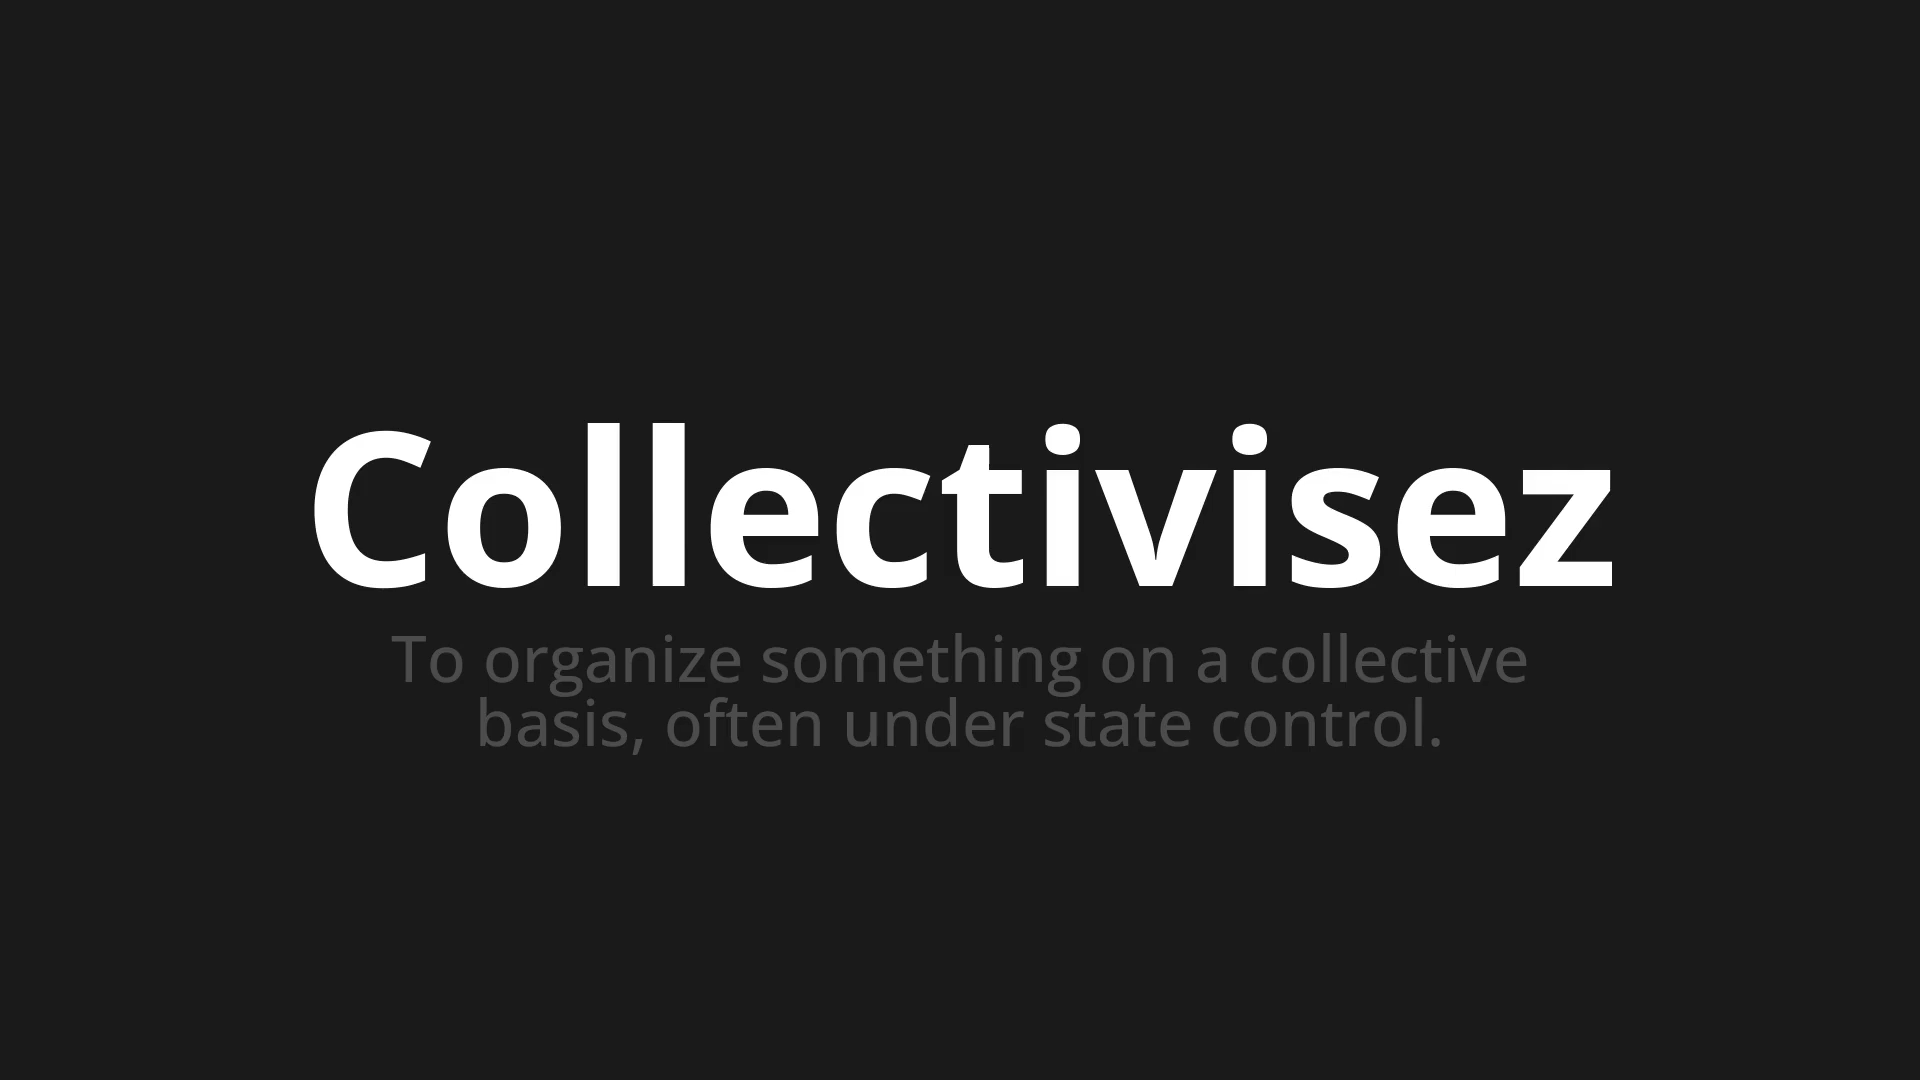 Collectivisez
To organize something on a collective
basis, often under state control.